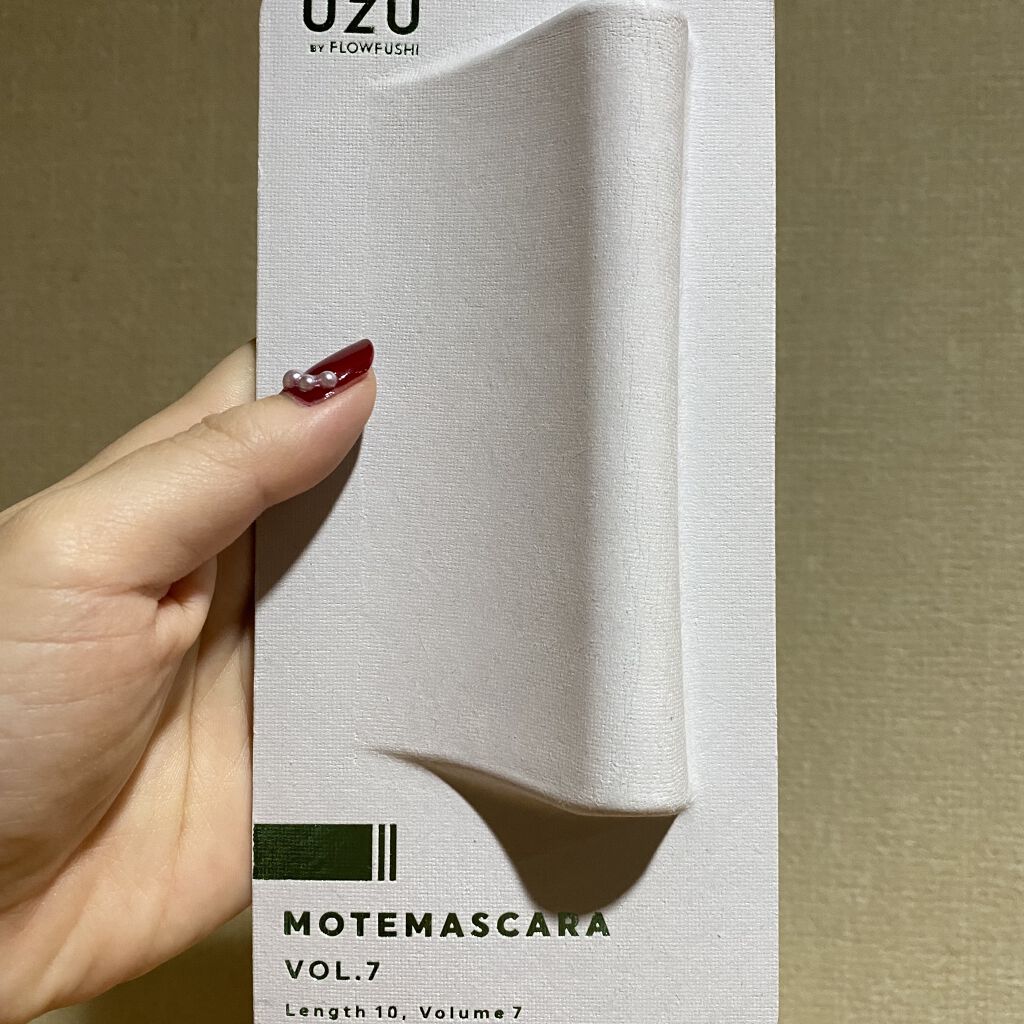 UZU
BY FLOWFUSHI
MOTEMASCARA
VOL.7
Length 10, Volume 7